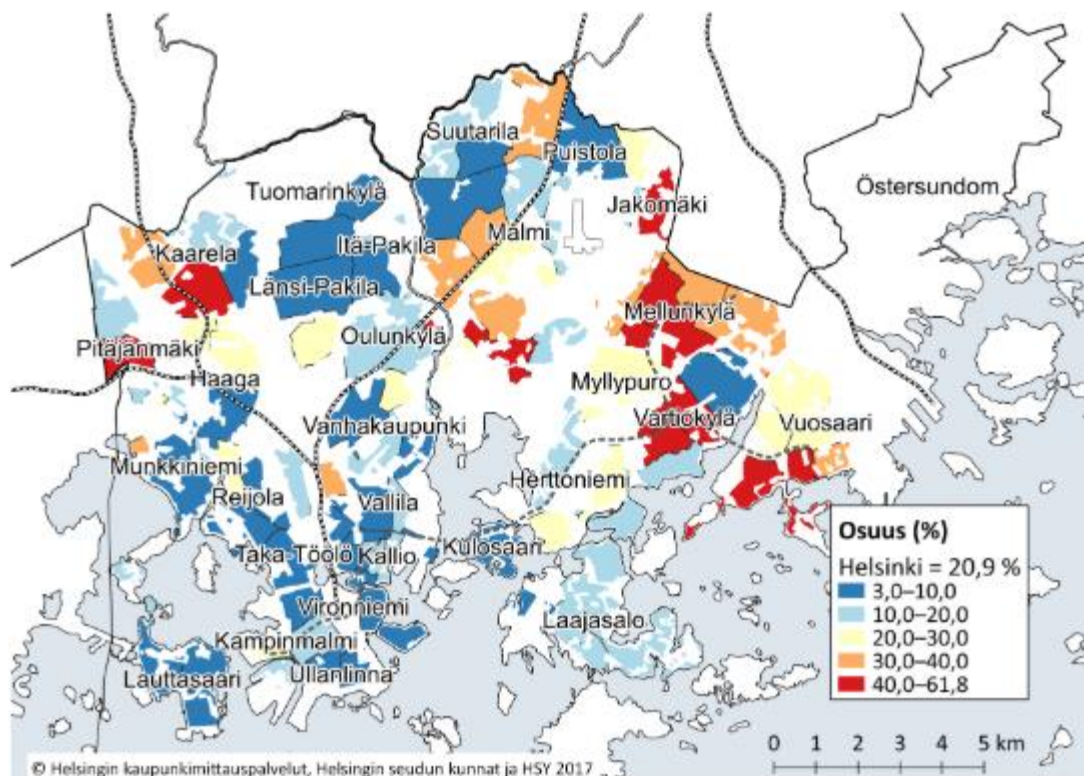 Suutarila
Puistola
Östersundom
Tuomarinkylä
Jakomäki
Malmi
Itä-Pakila
Kaarela
Länsi-Pakila
Mellunkylä
Oulunkylä
Pitäjänmäki
Haaga
Myllypuro
Vartiokylä
Vuosaari
Vanhakaupunki
Munkkiniemi
Herttoniemi
Reijola
Vallila
Taka-Töölö
Kallio
Kulosaari
Vironniemi
Laajasalo
Kampinmalmi
Lauttasaari
Ullanlinna
Osuus (%)
Helsinki = 20,9 %
3,0–10,0
10,0–20,0
20,0–30,0
30,0–40,0
40,0–61,8
0 1 2 3 4 5 km
© Helsingin kaupunkimittauspalvelut, Helsingin seudun kunnat ja HSY 2017